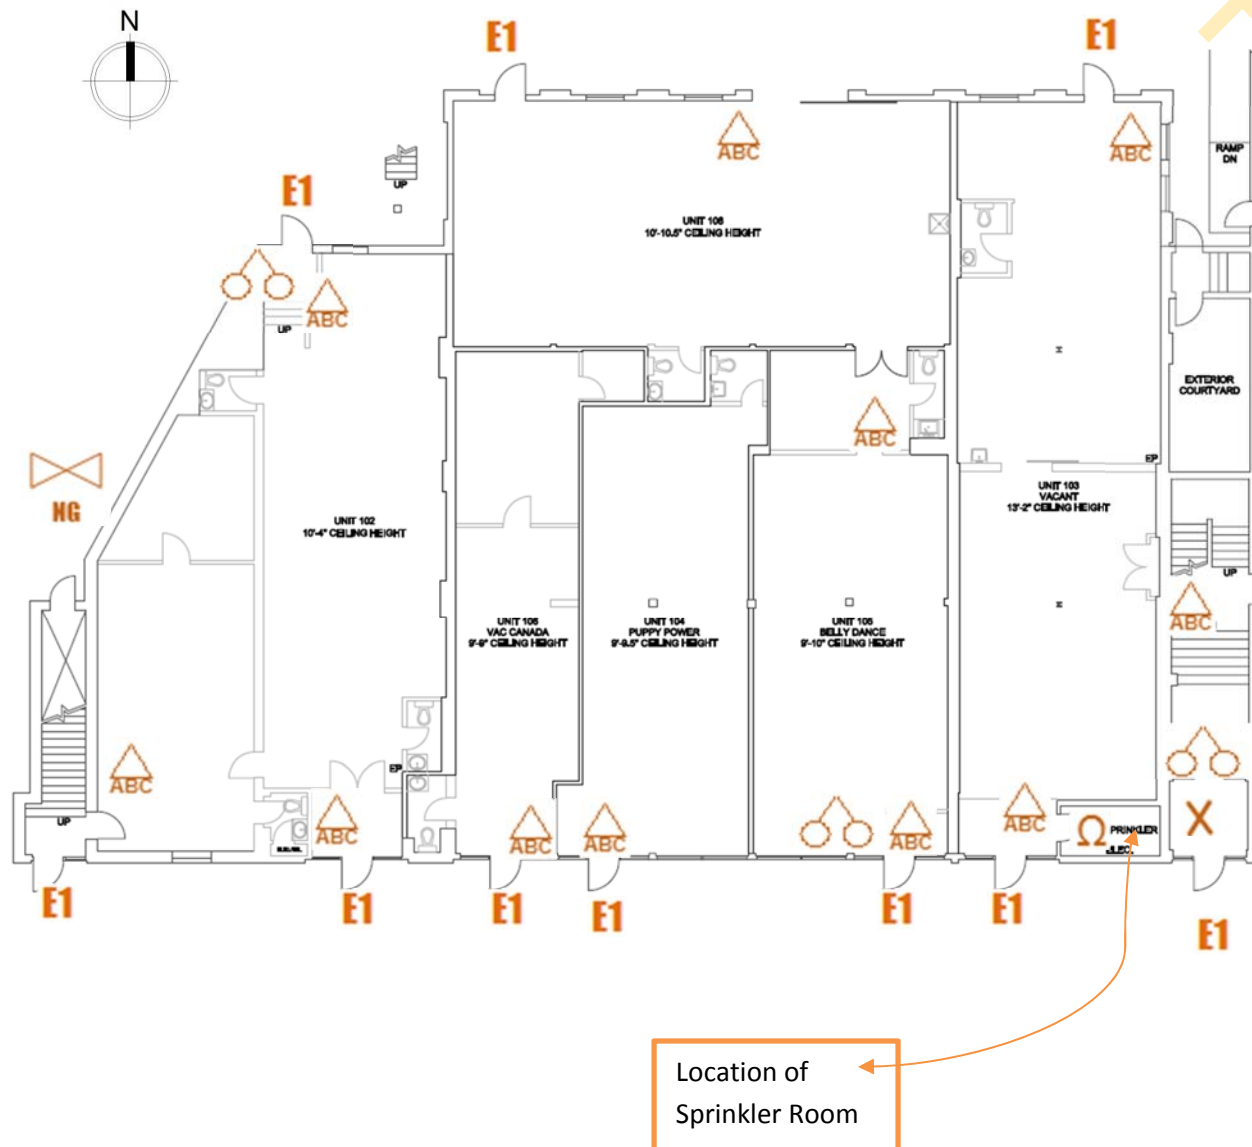 N
E1
E1
ABC
ABC
RAMP
DN
UP
E1
UNIT 106
10'-10.5" CEILING HEIGHT
ABC
UP
EXTERIOR
COURTYARD
ABC
EP
NG
UNIT 102
10'-4" CEILING HEIGHT
UNIT 103
VACANT
13'-2" CEILING HEIGHT
UP
ABC
UNIT 106
VAC CANADA
9'-9" CEILING HEIGHT
UNIT 104
PUPPY POWER
9'-9.5" CEILING HEIGHT
UNIT 105
BELLY DANCE
9'-10" CEILING HEIGHT
EP
ABC
UP
ABC
ABC
ABC
ABC
ABC
Ω PRINKLER
ELEC.
X
E1
E1
E1
E1
E1
E1
E1
Location of
Sprinkler Room